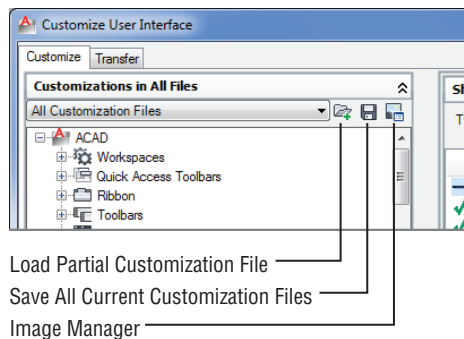 Customize User Interface
Customize Transfer
Customizations in All Files
All Customization Files
ACAD
Workspaces
Quick Access Toolbars
Ribbon
Toolbars
Load Partial Customization File
Save All Current Customization Files
Image Manager